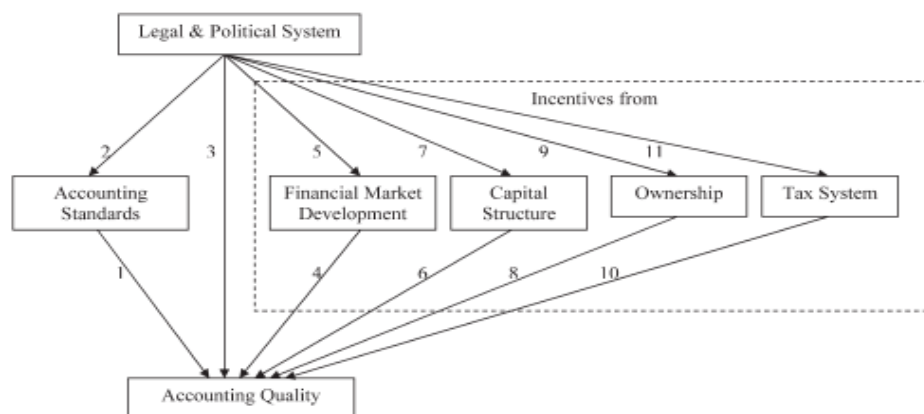 Legal & Political System
Incentives from
2
3
5
7
9
11
Accounting
Standards
Financial Market
Development
Capital
Structure
Ownership
Tax System
1
4
6
8
10
Accounting Quality